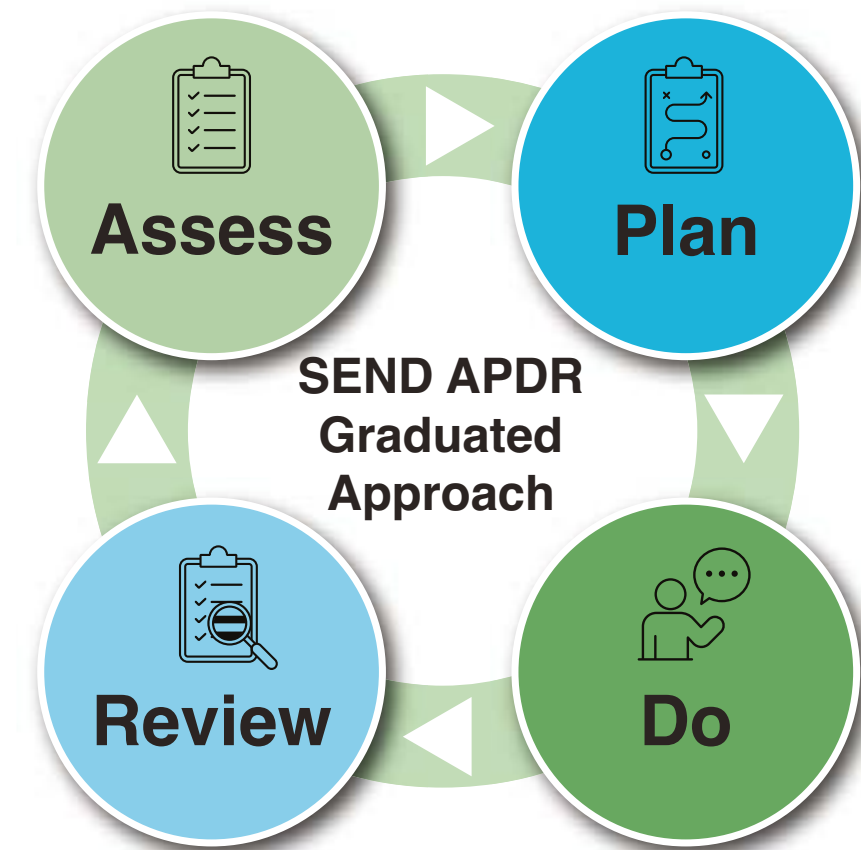 Assess
Plan
SEND APDR
Graduated
Approach
Review
Do